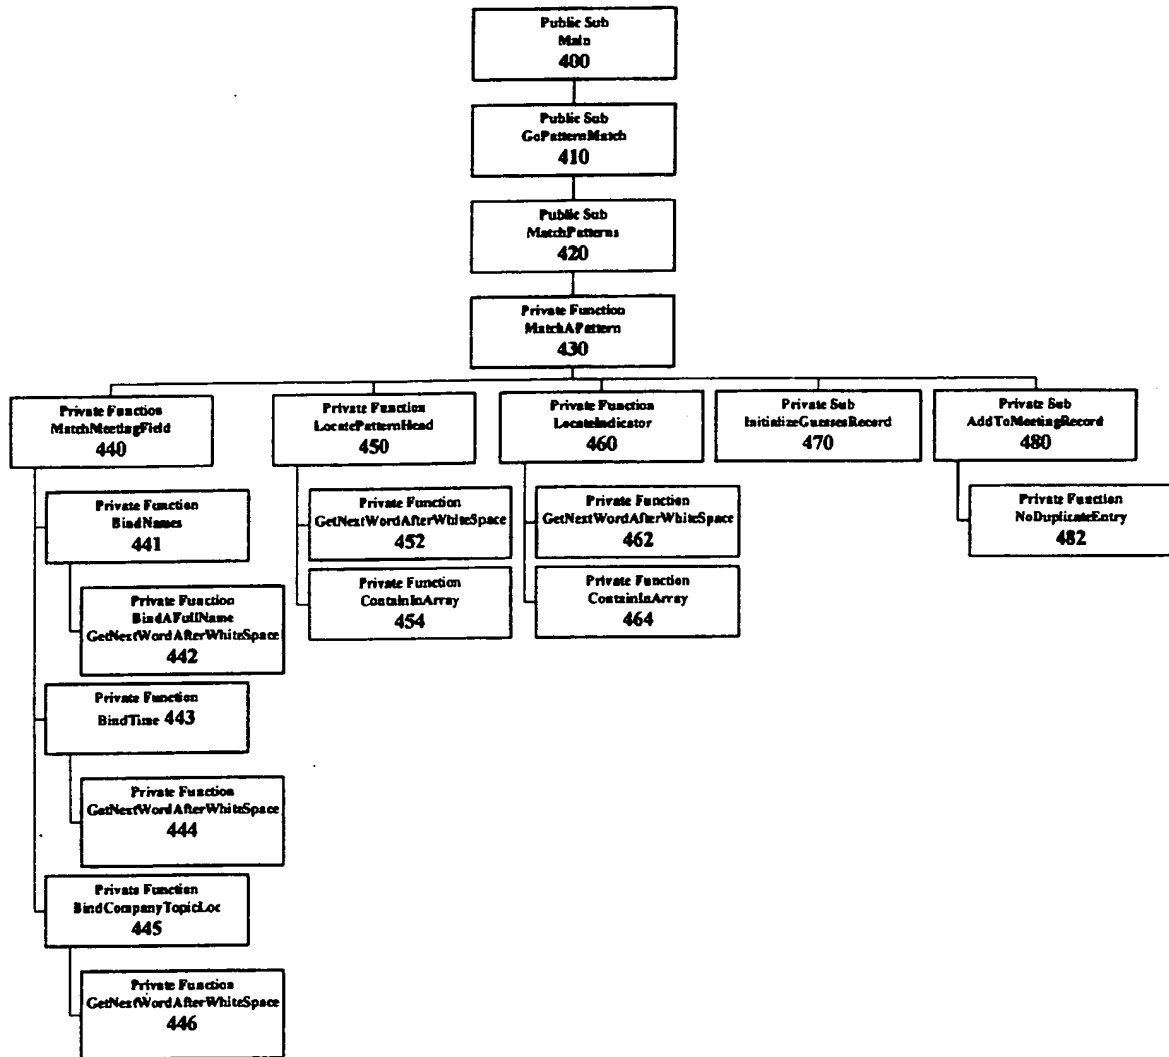 Public Sub
Main
400
Public Sub
GoPatternMatch
410
Public Sub
MatchPatterns
420
Private Function
MatchAPattern
430
Private Function
MatchMeetingField
440
Private Function
LocatePatternHead
450
Private Function
LocateIndicator
460
Private Sub
InitializeGuessesRecord
470
Private Sub
AddToMeetingRecord
480
Private Function
BindNames
441
Private Function
GetNextWordAfterWhiteSpace
452
Private Function
GetNextWordAfterWhiteSpace
462
Private Function
NoDuplicateEntry
482
Private Function
BindAFullName
GetNextWordAfterWhiteSpace
442
Private Function
ContainInArray
454
Private Function
ContainInArray
464
Private Function
BindTime 443
Private Function
GetNextWordAfterWhiteSpace
444
Private Function
BindCompanyTopicLoc
445
Private Function
GetNextWordAfterWhiteSpace
446